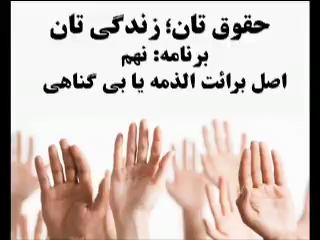 حقوق تان؛ زندگی تان
برنامه: نهم
اصل برائت الذمه یا بی گناهی